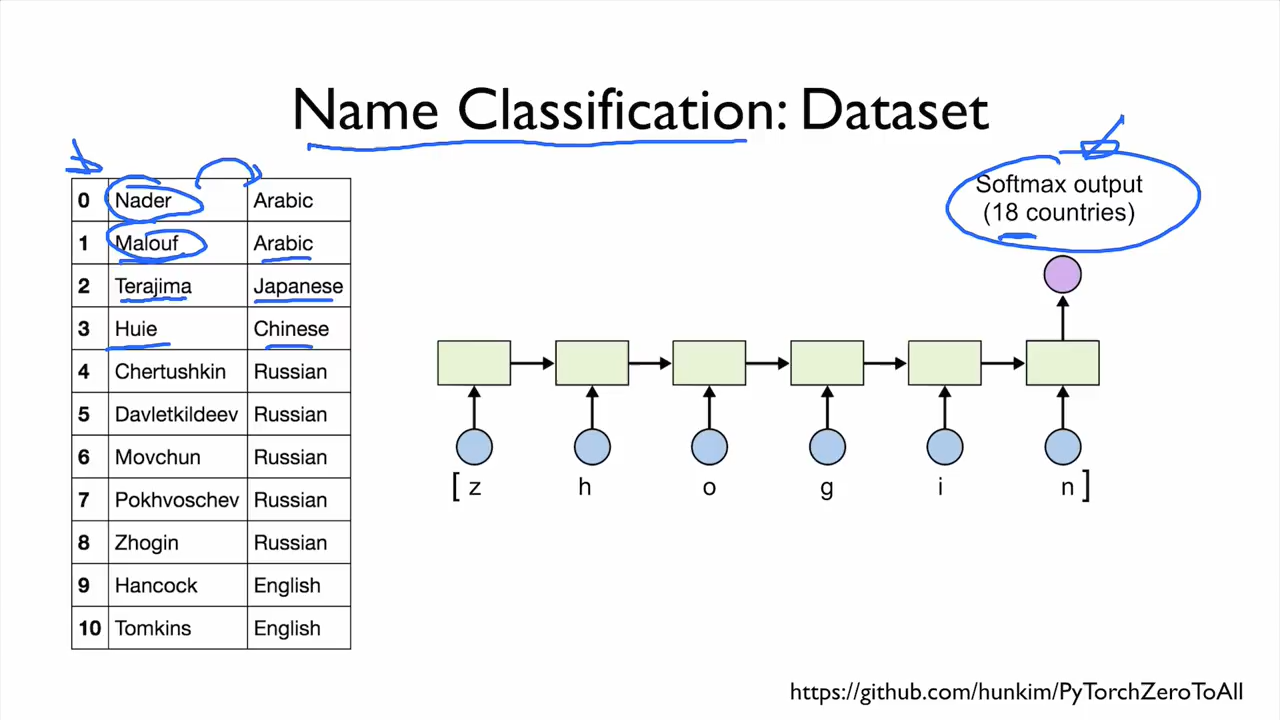 Name Classification: Dataset
0 Nader Arabic
1 Malouf Arabic
2 Terajima Japanese
3 Huie Chinese
4 Chertushkin Russian
5 Davletkildeev Russian
6 Movchun Russian
7 Pokhvoschev Russian
8 Zhogin Russian
9 Hancock English
10 Tomkins English
Softmax output
(18 countries)
[ z h o g i n ]
https://github.com/hunkim/PyTorchZeroToAll